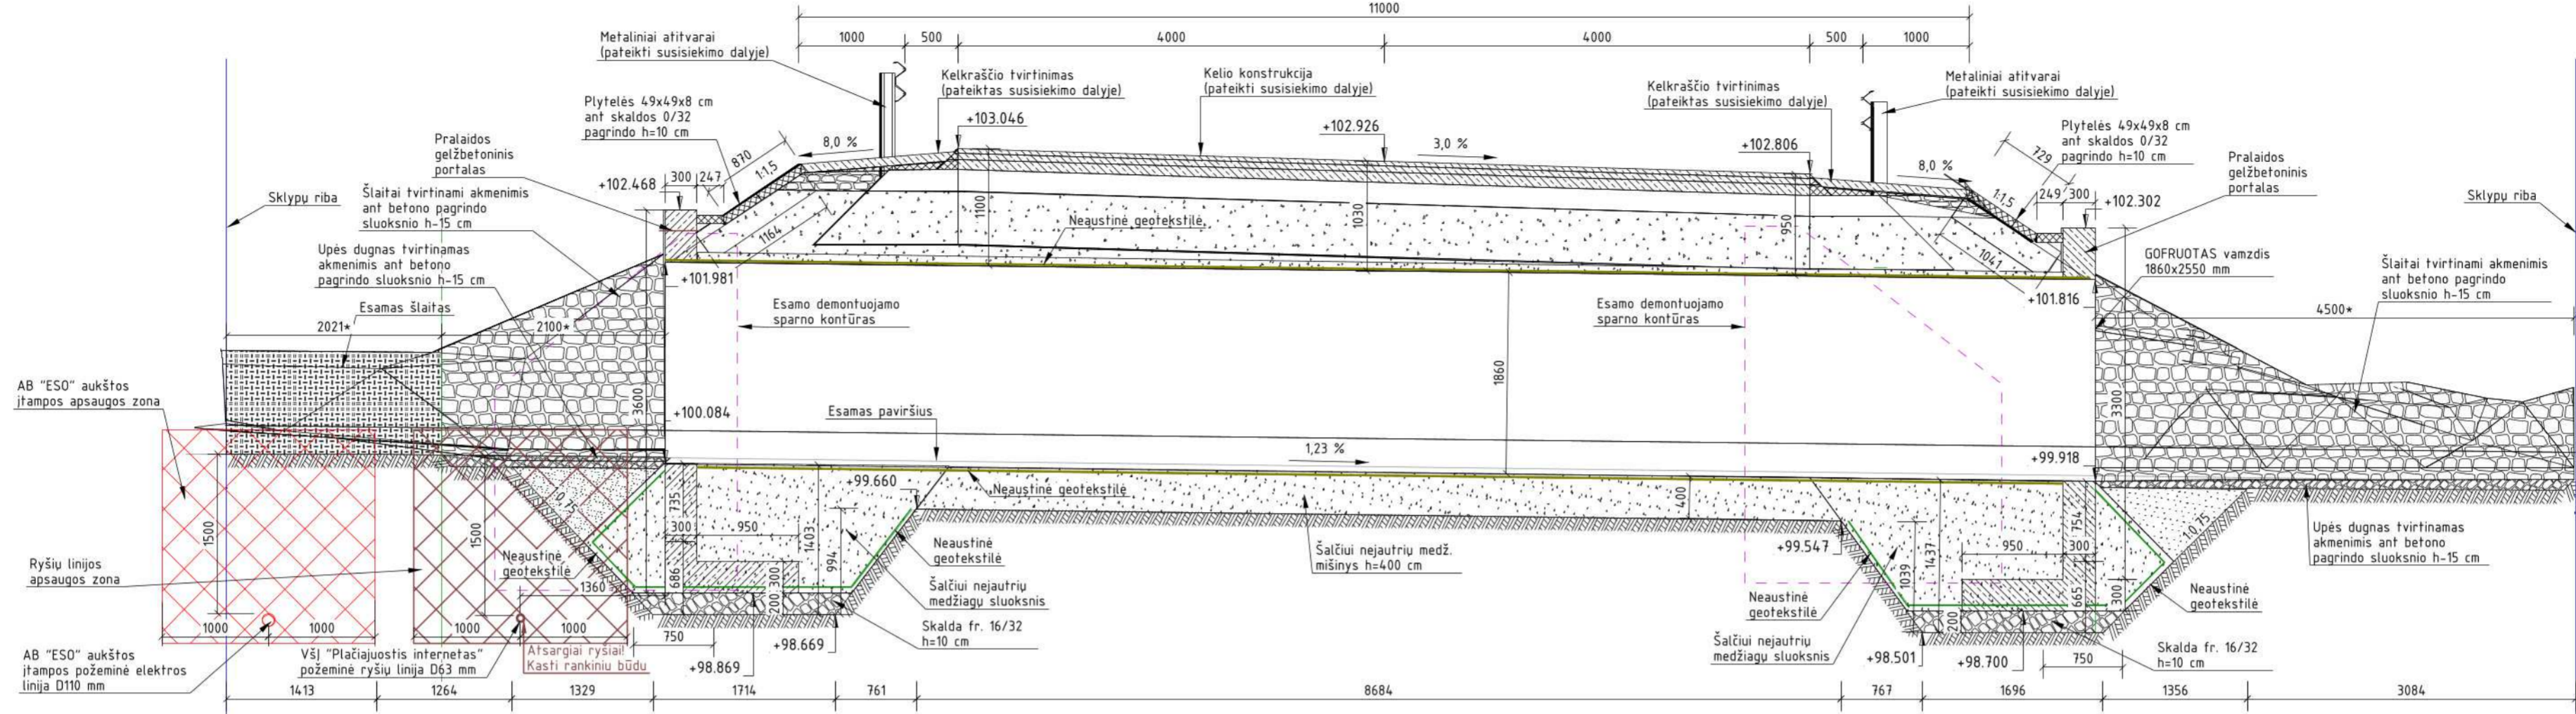 11000
1000
500
4000
4000
500
1000
Metaliniai atitvarai
(pateikti susisiekimo dalyje)
Kelkraščio tvirtinimas
(pateiktas susisiekimo dalyje)
Kelio konstrukcija
(pateikti susisiekimo dalyje)
Kelkraščio tvirtinimas
(pateiktas susisiekimo dalyje)
Metaliniai atitvarai
(pateikti susisiekimo dalyje)
Plytelės 49x49x8 cm
ant skaldos 0/32
pagrindo h=10 cm
Plytelės 49x49x8 cm
ant skaldos 0/32
pagrindo h=10 cm
Pralaidos
gelžbetoninis
portalas
Pralaidos
gelžbetoninis
portalas
870
1:1,5
8,0 %
+103.046
+102.926
3,0 %
+102.806
8,0 %
729
1:1,5
+102.468
300
247
249
300
+102.302
Sklypų riba
Sklypų riba
Šlaitai tvirtinami akmenimis
ant betono pagrindo
sluoksnio h-15 cm
Upės dugnas tvirtinamas
akmenimis ant betono
pagrindo sluoksnio h-15 cm
Esamas šlaitas
2021*
2100*
1164
1100
Neaustinė geotekstilė
1030
950
1041
GOFRUOTAS vamzdis
1860x2550 mm
Šlaitai tvirtinami akmenimis
ant betono pagrindo
sluoksnio h-15 cm
4500*
+101.981
+101.816
Esamo demontuojamo
sparno kontūras
Esamo demontuojamo
sparno kontūras
1860
3600
3300
AB "ESO" aukštos
įtampos apsaugos zona
+100.084
Esamas paviršius
1,23 %
+99.918
10,75
735
+99.660
Neaustinė geotekstilė
400
754
10,75
1500
1500
300
950
1403
994
Neaustinė
geotekstilė
Neaustinė
geotekstilė
+99.547
Šalčiui nejautrių medž.
mišinys h=400 cm
950
300
1437
1039
Upės dugnas tvirtinamas
akmenimis ant betono
pagrindo sluoksnio h-15 cm
Ryšių linijos
apsaugos zona
1360
686
300
200
Šalčiui nejautrių
medžiagų sluoksnis
Neaustinė
geotekstilė
200
665
300
Neaustinė
geotekstilė
1000
1000
1000
1000
750
+98.669
Skalda fr. 16/32
h=10 cm
Šalčiui nejautrių
medžiagų sluoksnis
+98.501
+98.700
750
Skalda fr. 16/32
h=10 cm
AB "ESO" aukštos
įtampos požeminė elektros
linija D110 mm
VšĮ "Plačiajuostis internetas"
požeminė ryšių linija D63 mm
Atsargiai ryšiai!
Kasti rankiniu būdu
+98.869
1413
1264
1329
1714
761
8684
767
1696
1356
3084